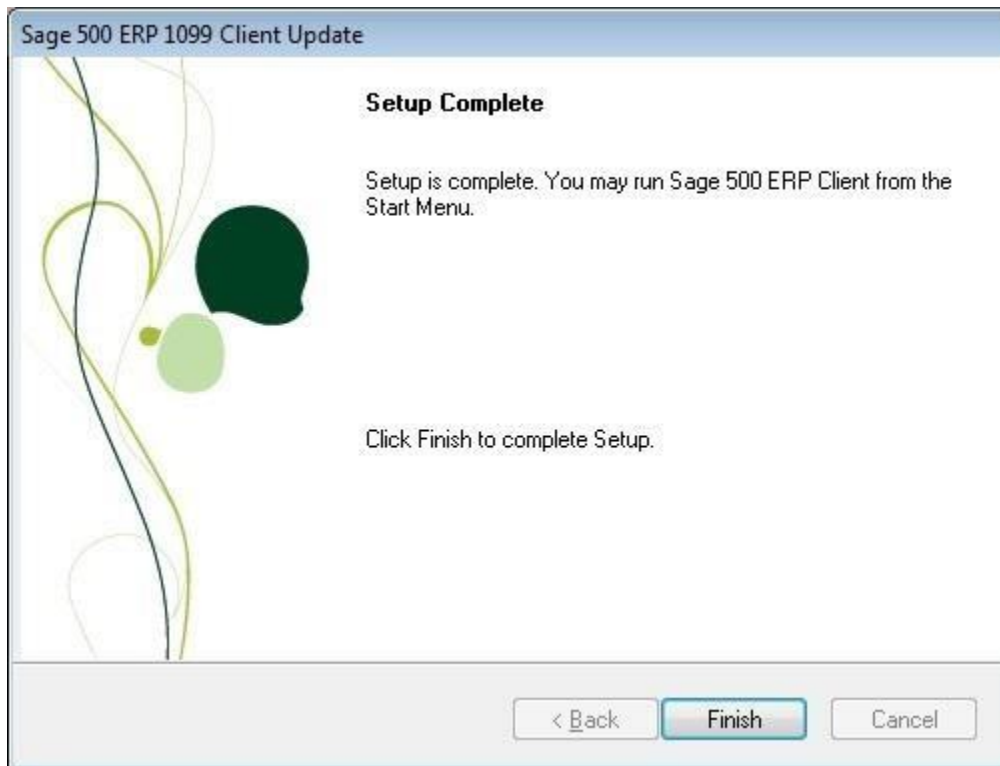 Sage 500 ERP 1099 Client Update
Setup Complete
Setup is complete. You may run Sage 500 ERP Client from the
Start Menu.
Click Finish to complete Setup.
< Back
Finish
Cancel